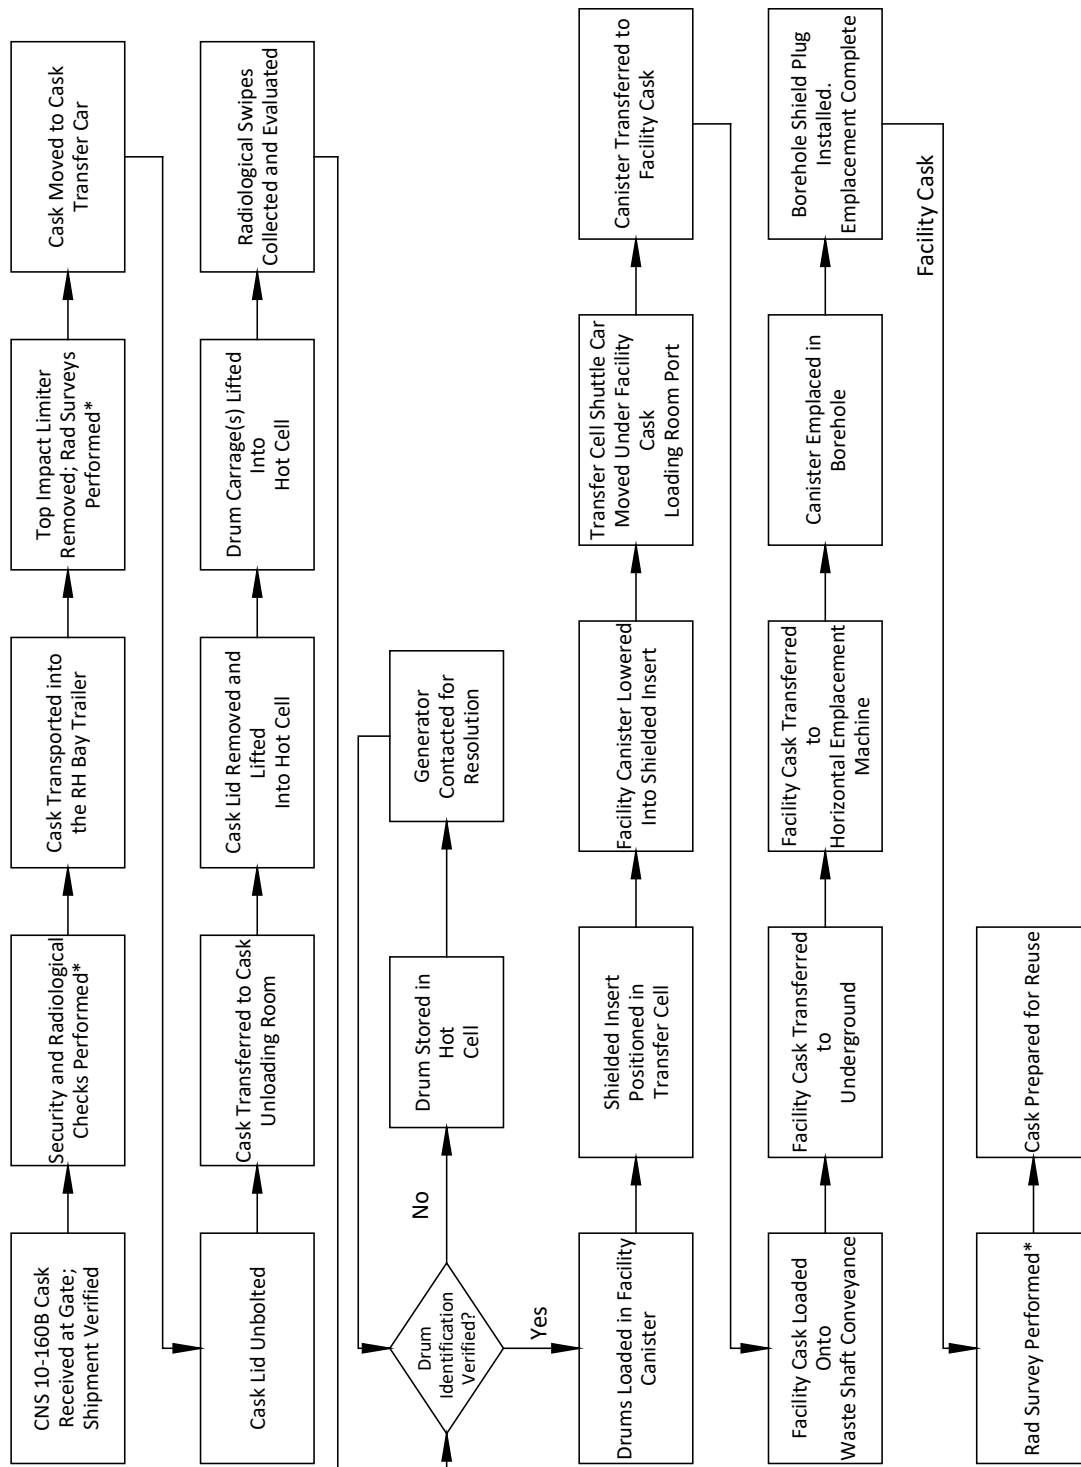 CNS 10-160B Cask
Received at Gate;
Shipment Verified
Security and Radiological
Checks Performed*
Cask Transported into
the RH Bay Trailer
Top Impact Limiter
Removed; Rad Surveys
Performed*
Cask Moved to Cask
Transfer Car
Cask Lid Unbolted
Cask Transferred to Cask
Unloading Room
Cask Lid Removed and
Lifted
Into Hot Cell
Drum Carrage(s) Lifted
Into
Hot Cell
Radiological Swipes
Collected and Evaluated
Drum
Identification
Verified?
No
Drum Stored in
Hot
Cell
Generator
Contacted for
Resolution
Yes
Drums Loaded in Facility
Canister
Shielded Insert
Positioned in
Transfer Cell
Facility Canister Lowered
Into Shielded Insert
Transfer Cell Shuttle Car
Moved Under Facility
Cask
Loading Room Port
Canister Transferred to
Facility Cask
Facility Cask Loaded
Onto
Waste Shaft Conveyance
Facility Cask Transferred
to
Underground
Facility Cask Transferred
to
Horizontal Emplacement
Machine
Canister Emplaced in
Borehole
Borehole Shield Plug
Installed.
Emplacement Complete
Facility Cask
Rad Survey Performed*
Cask Prepared for Reuse